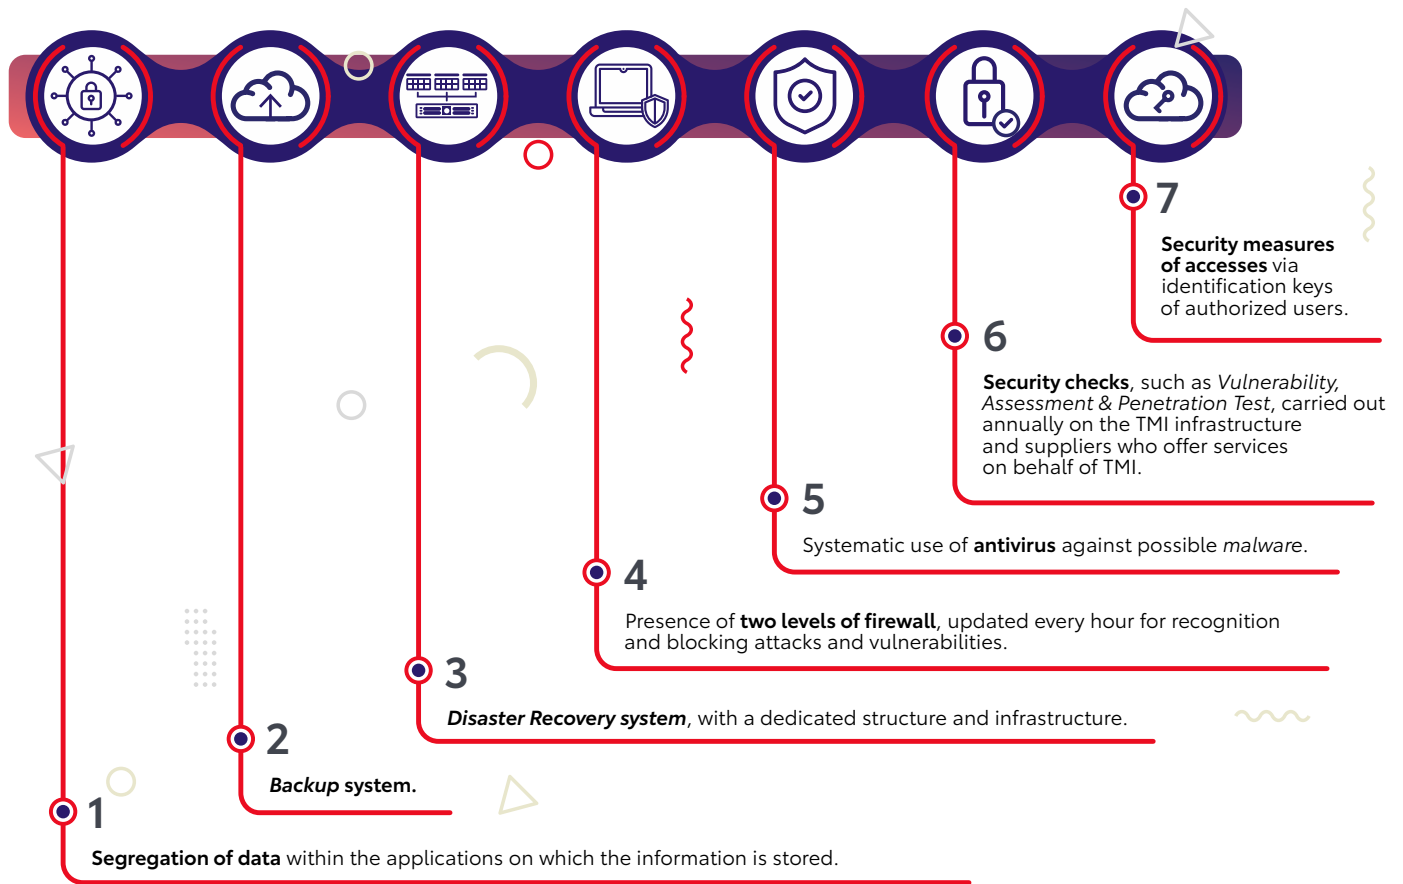 7
Security measures
of accesses via
identification keys
of authorized users.
6
Security checks, such as Vulnerability,
Assessment & Penetration Test, carried out
annually on the TMI infrastructure
and suppliers who offer services
on behalf of TMI.
5
Systematic use of antivirus against possible malware.
4
Presence of two levels of firewall, updated every hour for recognition
and blocking attacks and vulnerabilities.
3
Disaster Recovery system, with a dedicated structure and infrastructure.
2
Backup system.
1
Segregation of data within the applications on which the information is stored.